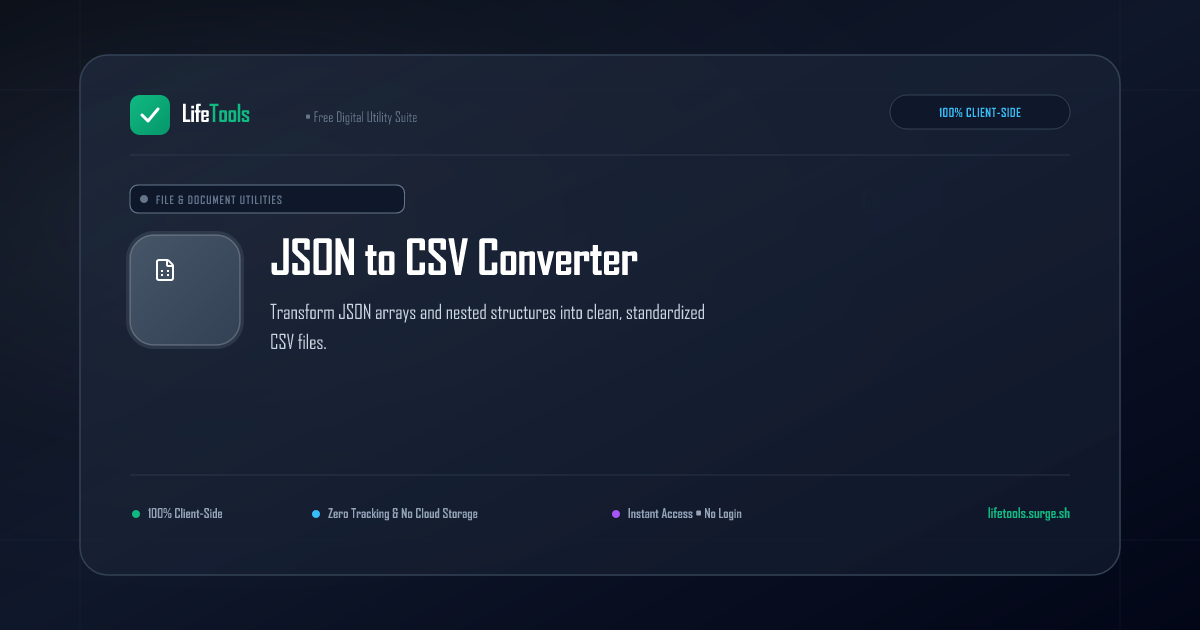 LifeTools
▪ Free Digital Utility Suite
100% CLIENT-SIDE
FILE & DOCUMENT UTILITIES
JSON to CSV Converter
Transform JSON arrays and nested structures into clean, standardized
CSV files.
100% Client-Side
Zero Tracking & No Cloud Storage
Instant Access ▪ No Login
lifetools.surge.sh